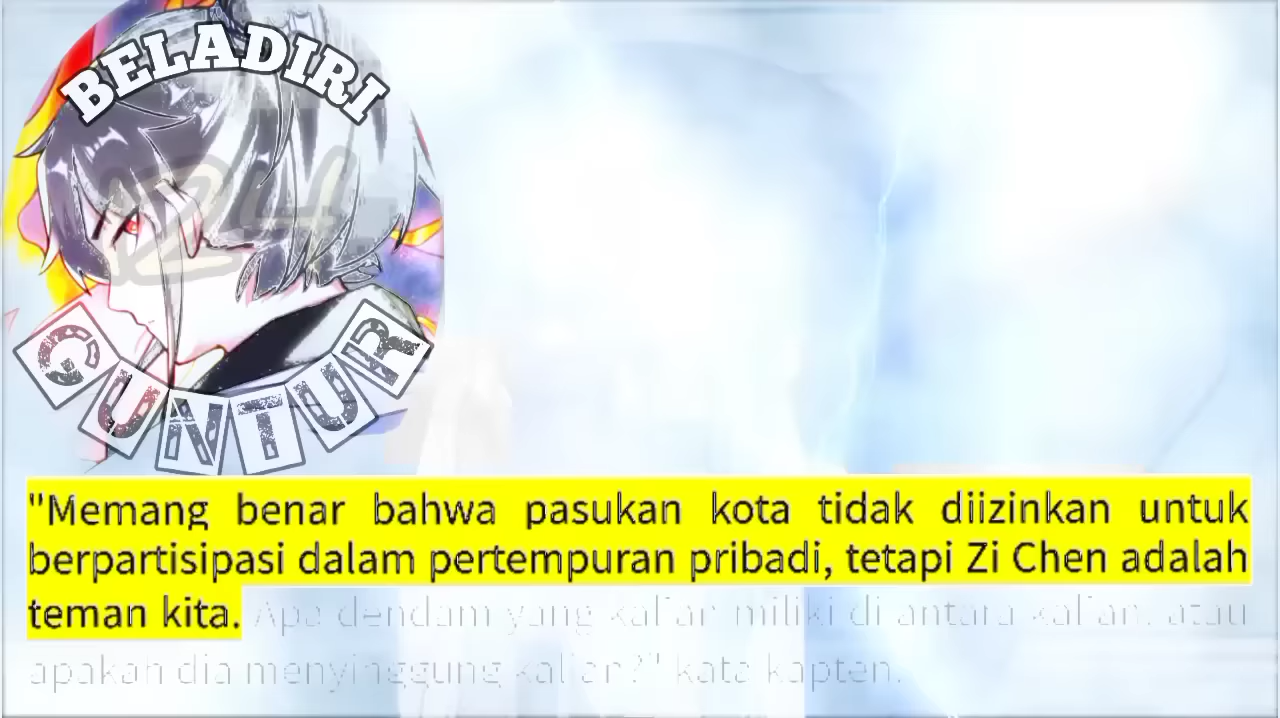 BELADIRI
24
GUNTUR
"Memang benar bahwa pasukan kota tidak diizinkan untuk
berpartisipasi dalam pertempuran pribadi, tetapi Zi Chen adalah
teman kita. Apa dendam yang kalian miliki di antara kalian, atau
apakah dia menyinggung kalian?" kata kapten.